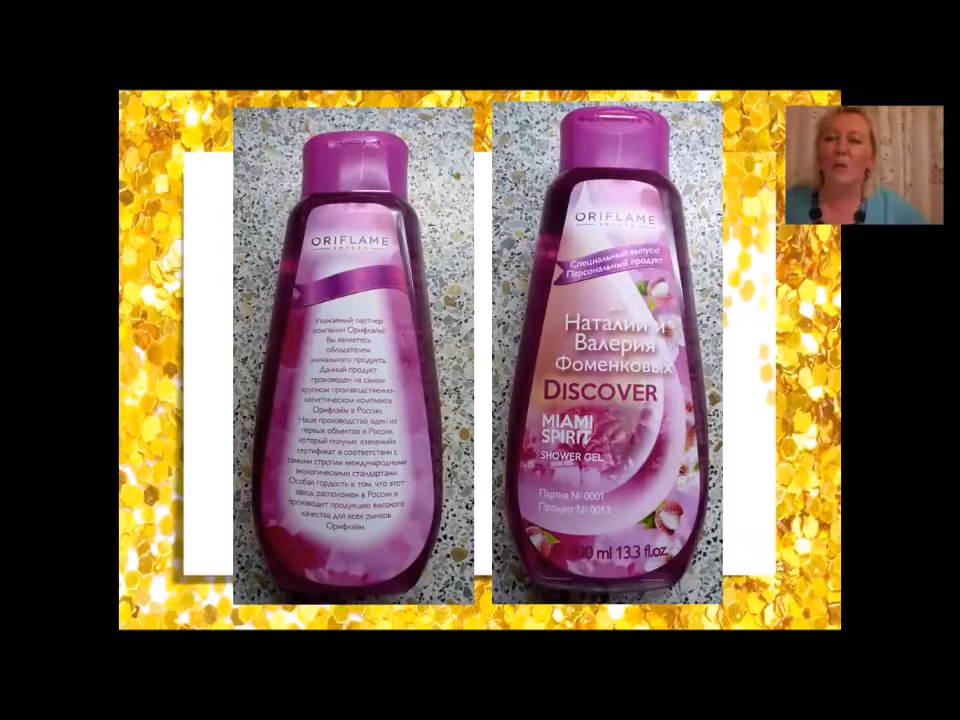 ORIFLAME
SWEDEN
Уважаемый партнер
компании Орифлэйм!
Вы являетесь
обладателем
уникального продукта.
Данный продукт
произведен на самом
крупном производственно-
логистическом комплексе
Орифлэйм в России.
Наше производство один из
первых объектов в России,
который получил «зеленый»
сертификат в соответствии с
самыми строгим международными
экологическими стандартами.
Особая гордость в том, что этот
завод расположен в России и
производит продукцию высокого
качества для всех рынков
Орифлэйм.
ORIFLAME
SWEDEN
Специальный выпуск!
Персональный продукт
Наталии и
Валерия
Фоменковых
DISCOVER
MIAMI
SPIRIT
SHOWER GEL
Партия № 0001
Продукт № 0013
ml 13.3 fl.oz.